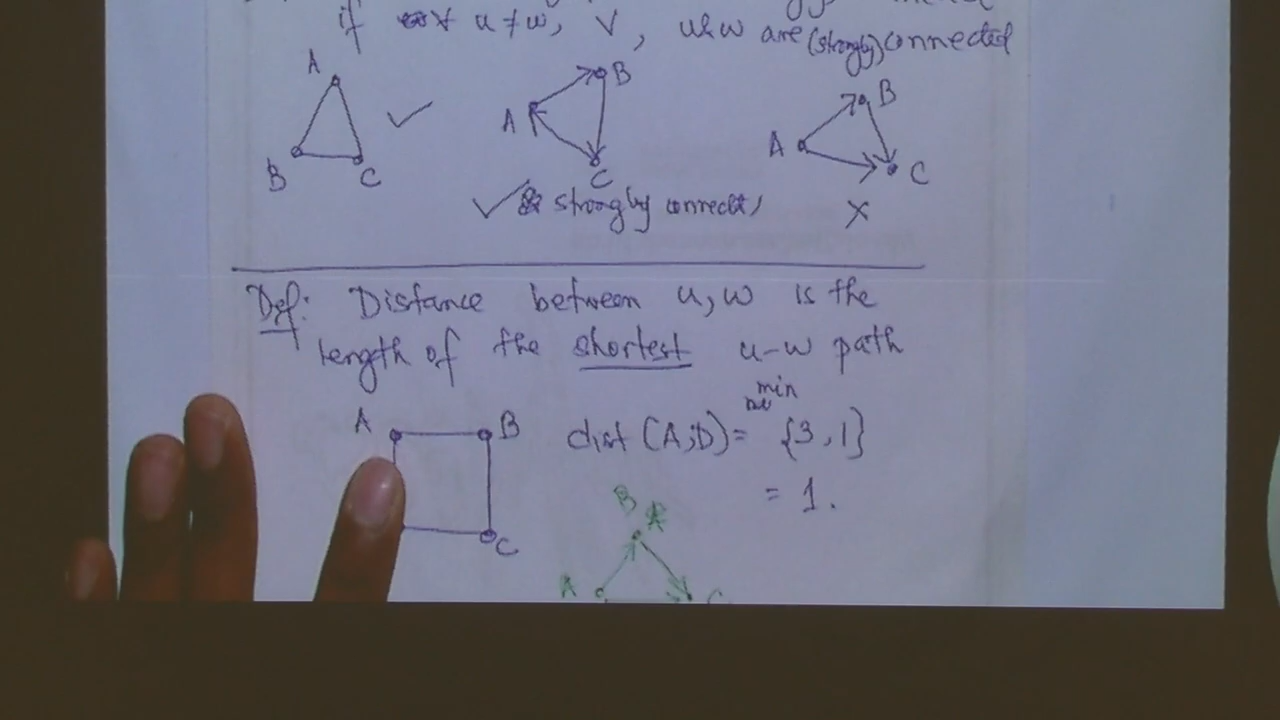 if ∀ u ≠ w, v, u & w are (strongly) connected
A
B
C
A
B
C
A
B
C
✓
✓ strongly connect
X
Def: Distance between u, w is the
length of the shortest u-w path
A
B
C
min
dist (A,D) = {3, 1}
= 1.
B
A
C